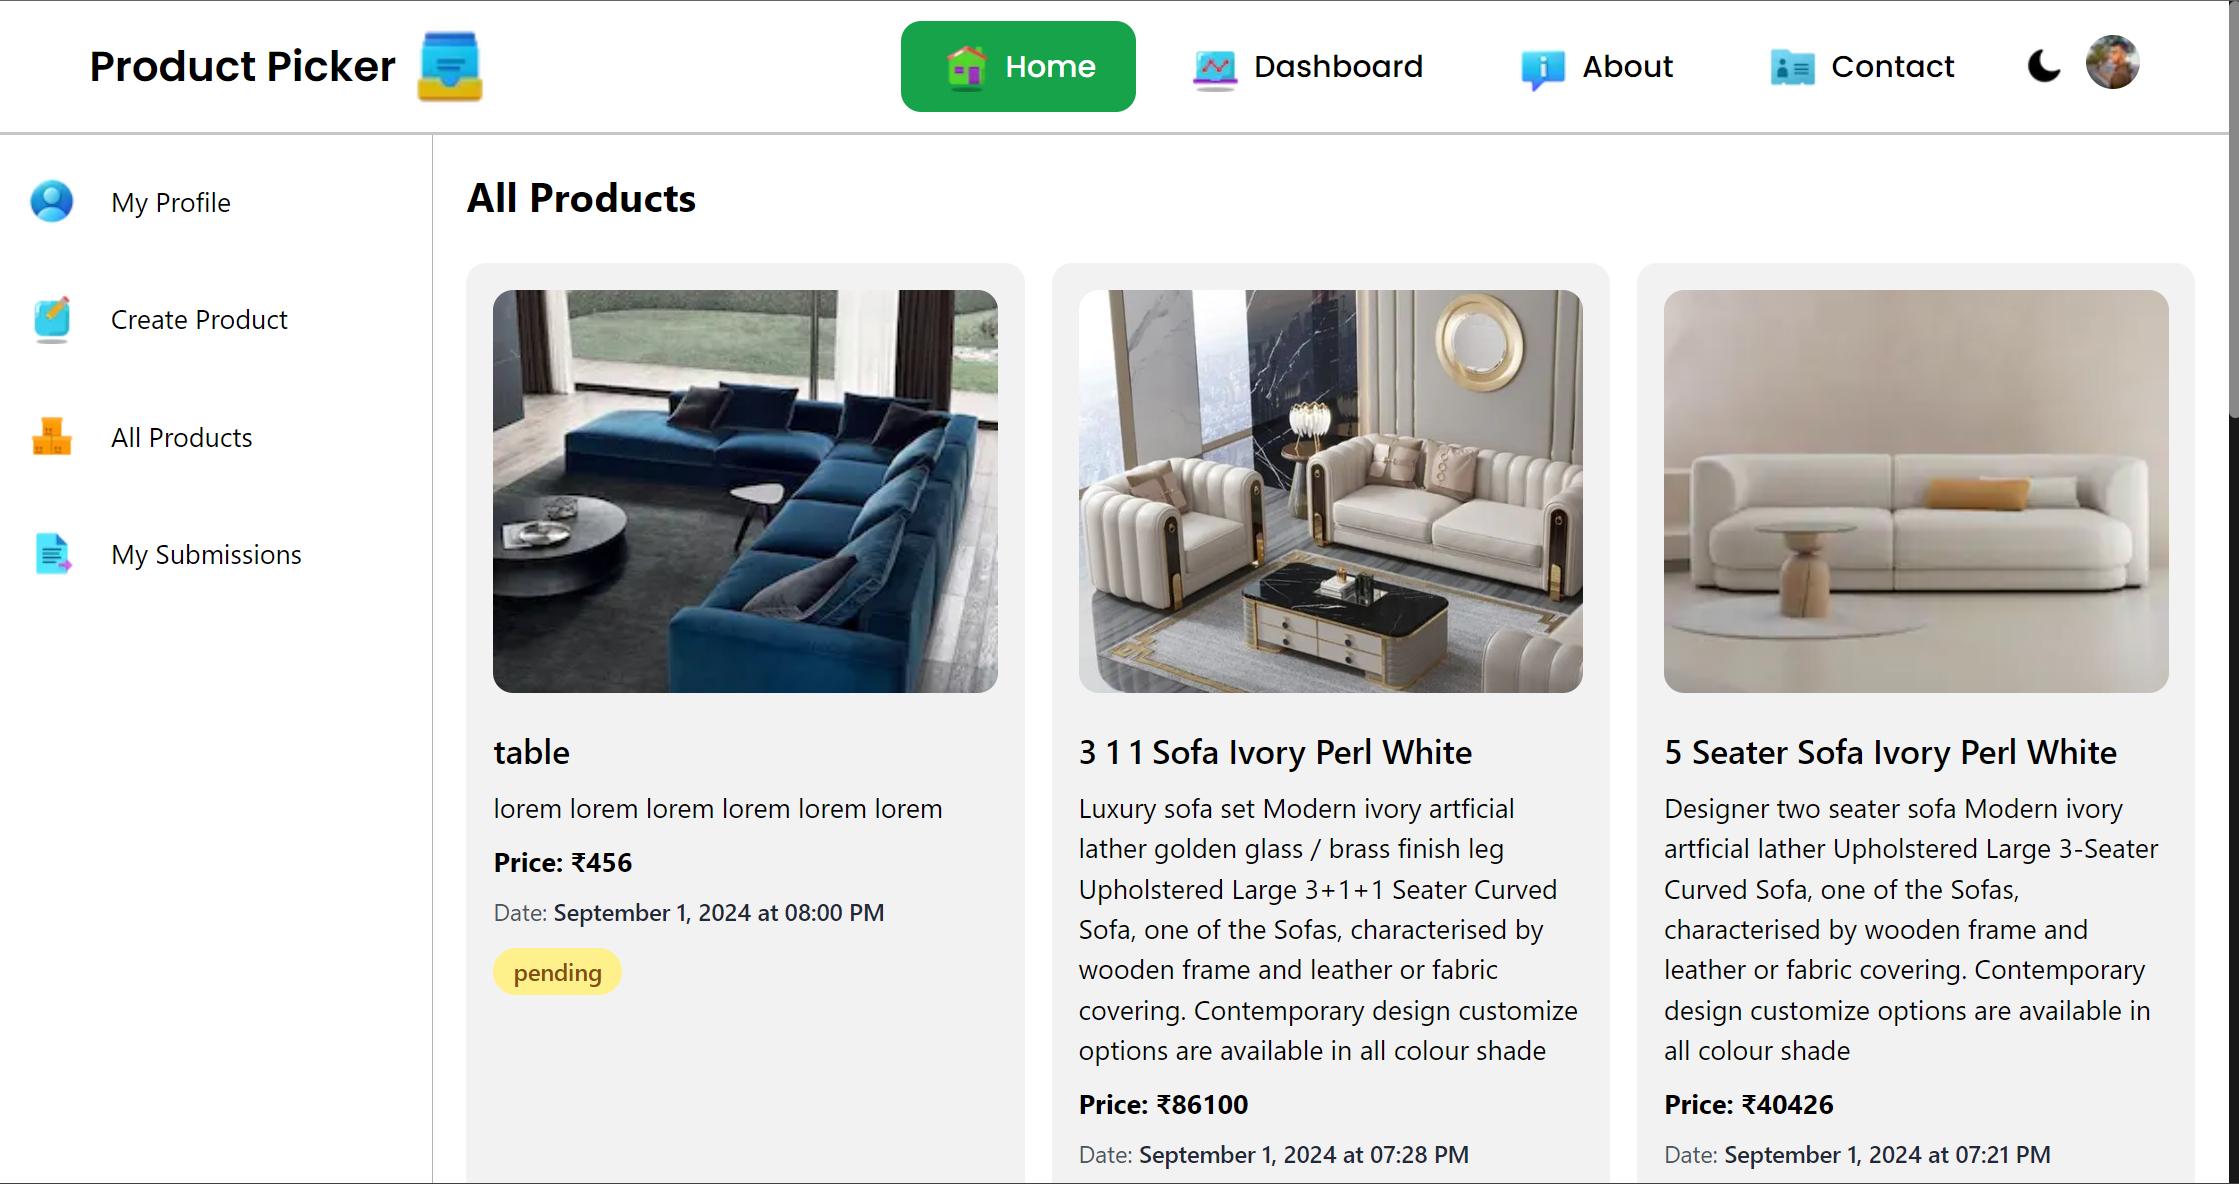 Product Picker
Home
Dashboard
About
Contact
My Profile
Create Product
All Products
My Submissions
All Products
table
lorem lorem lorem lorem lorem lorem
Price: ₹456
Date: September 1, 2024 at 08:00 PM
pending
3 1 1 Sofa Ivory Perl White
Luxury sofa set Modern ivory artficial
lather golden glass / brass finish leg
Upholstered Large 3+1+1 Seater Curved
Sofa, one of the Sofas, characterised by
wooden frame and leather or fabric
covering. Contemporary design customize
options are available in all colour shade
Price: ₹86100
Date: September 1, 2024 at 07:28 PM
5 Seater Sofa Ivory Perl White
Designer two seater sofa Modern ivory
artficial lather Upholstered Large 3-Seater
Curved Sofa, one of the Sofas,
characterised by wooden frame and
leather or fabric covering. Contemporary
design customize options are available in
all colour shade
Price: ₹40426
Date: September 1, 2024 at 07:21 PM